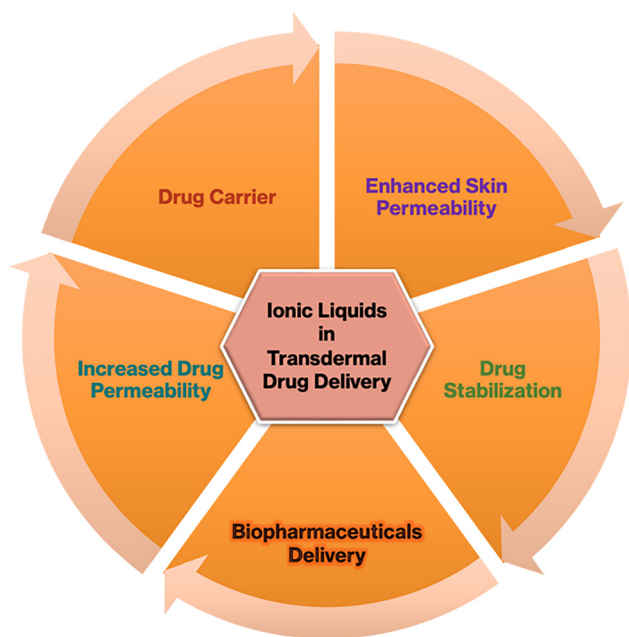 Drug Carrier
Enhanced Skin
Permeability
Ionic Liquids
in
Transdermal
Drug Delivery
Increased Drug
Permeability
Drug
Stabilization
Biopharmaceuticals
Delivery